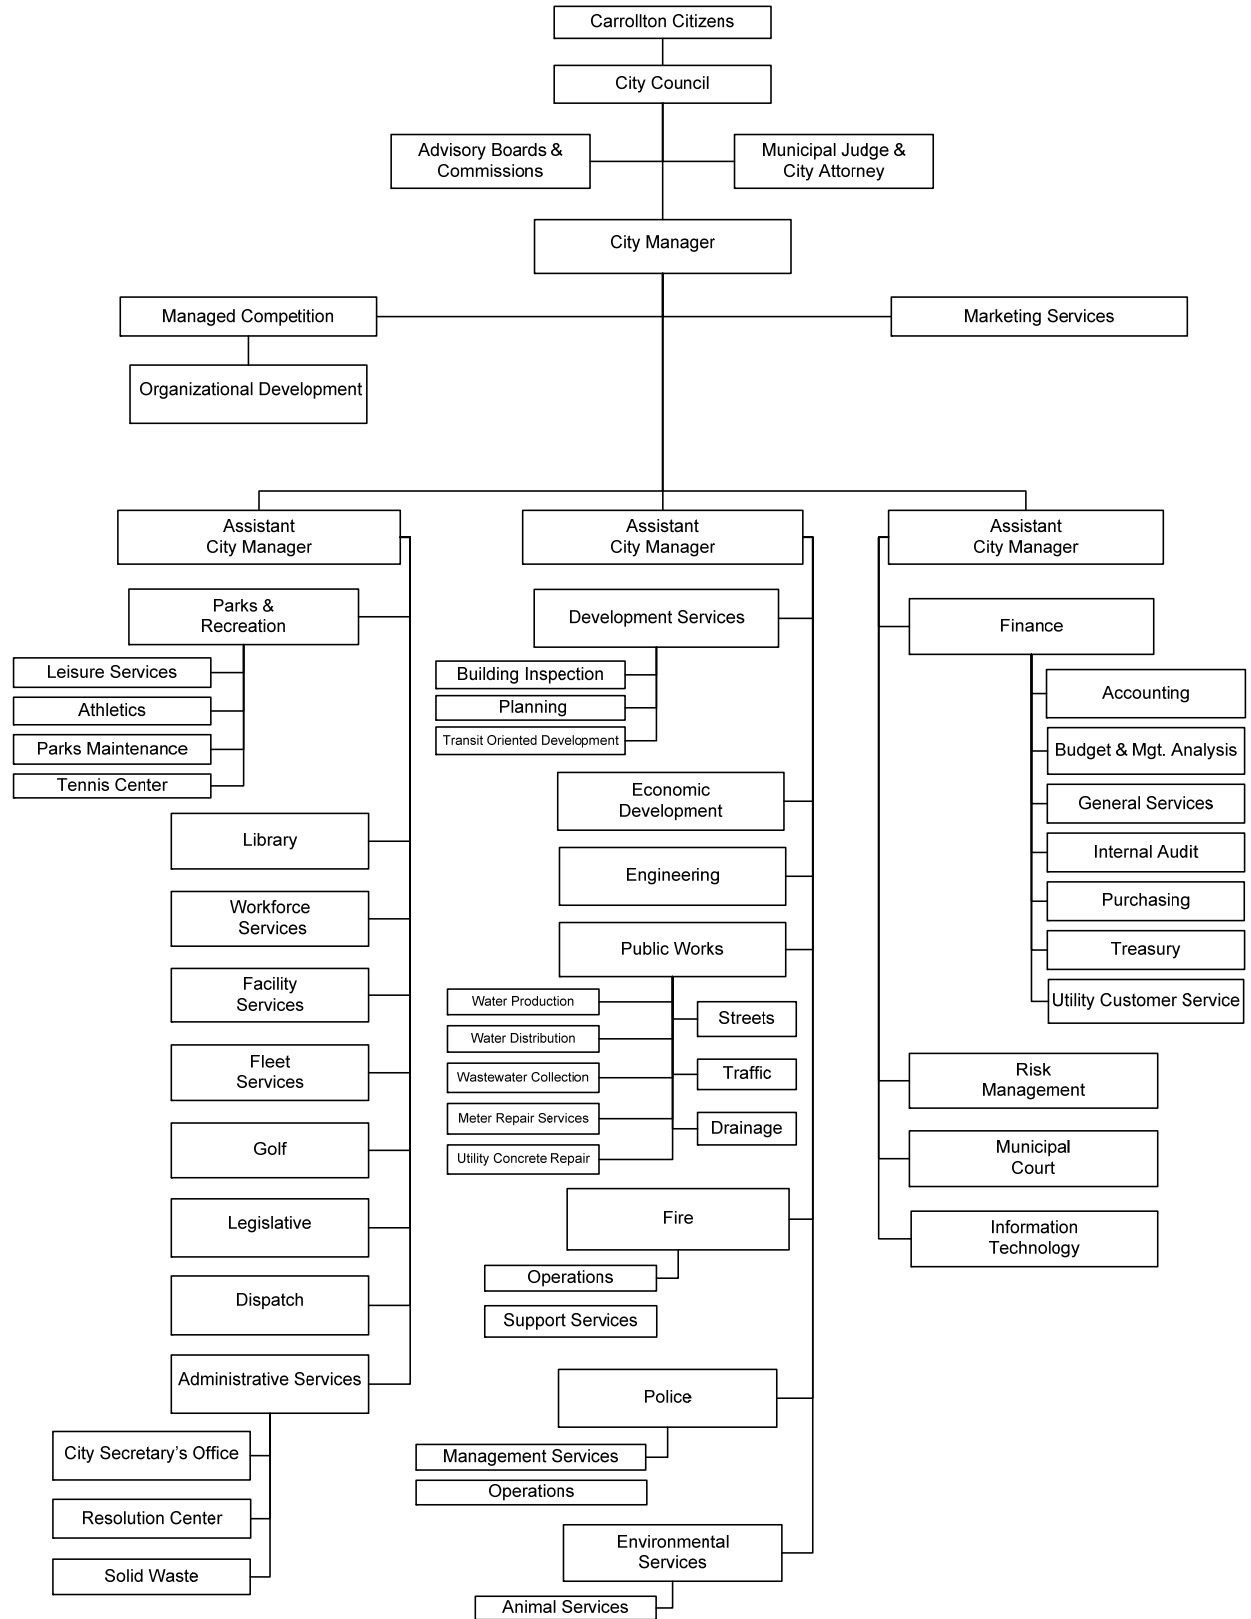 Carrollton Citizens
City Council
Advisory Boards &
Commissions
Municipal Judge &
City Attorney
City Manager
Managed Competition
Marketing Services
Organizational Development
Assistant
City Manager
Parks &
Recreation
Leisure Services
Athletics
Parks Maintenance
Tennis Center
Library
Workforce
Services
Facility
Services
Fleet
Services
Golf
Legislative
Dispatch
Administrative Services
City Secretary's Office
Resolution Center
Solid Waste
Assistant
City Manager
Development Services
Building Inspection
Planning
Transit Oriented Development
Economic
Development
Engineering
Public Works
Water Production
Water Distribution
Wastewater Collection
Meter Repair Services
Utility Concrete Repair
Streets
Traffic
Drainage
Fire
Operations
Support Services
Police
Management Services
Operations
Environmental
Services
Animal Services
Assistant
City Manager
Finance
Accounting
Budget & Mgt. Analysis
General Services
Internal Audit
Purchasing
Treasury
Utility Customer Service
Risk
Management
Municipal
Court
Information
Technology